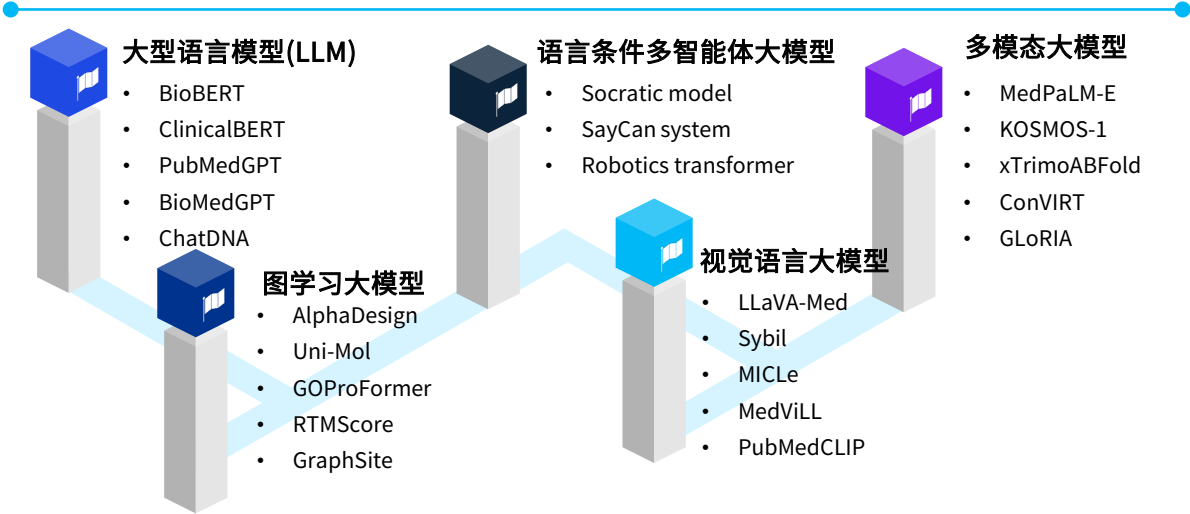 大型语言模型(LLM)
• BioBERT
• ClinicalBERT
• PubMedGPT
• BioMedGPT
• ChatDNA
图学习大模型
• AlphaDesign
• Uni-Mol
• GOProFormer
• RTMScore
• GraphSite
语言条件多智能体大模型
• Socratic model
• SayCan system
• Robotics transformer
视觉语言大模型
• LLaVA-Med
• Sybil
• MICLe
• MedViLL
• PubMedCLIP
多模态大模型
• MedPaLM-E
• KOSMOS-1
• xTrimoABFold
• ConVIRT
• GLoRIA